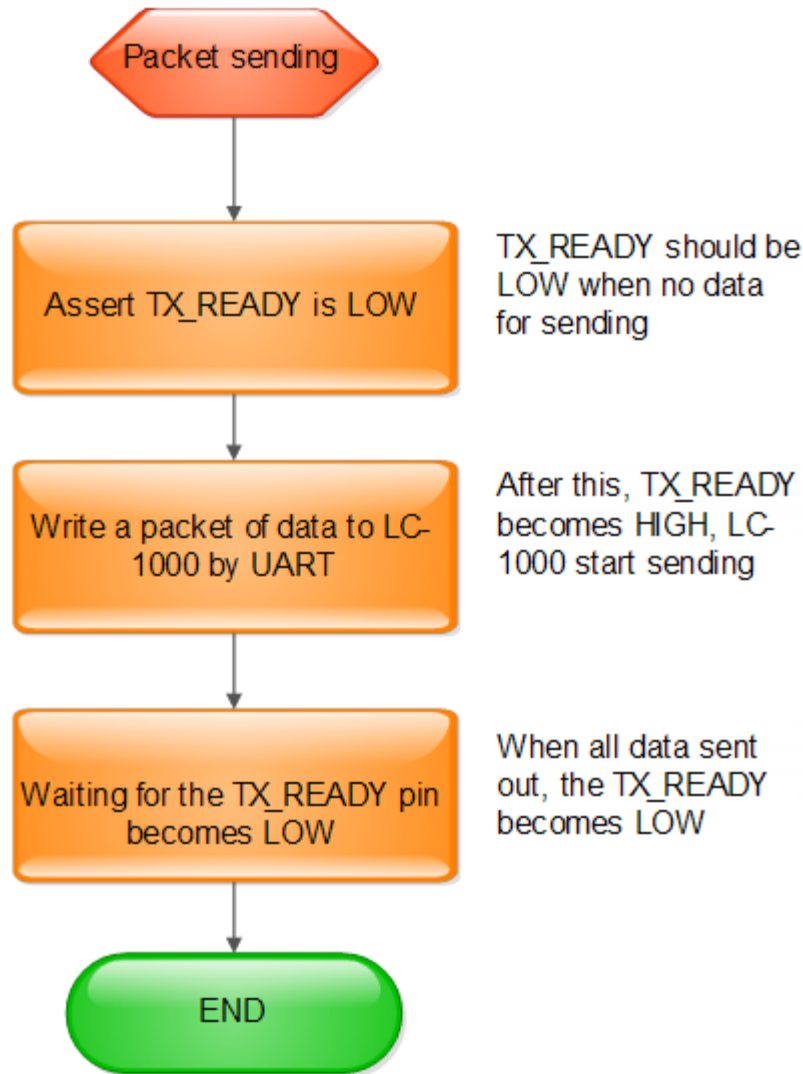 Packet sending
Assert TX_READY is LOW
TX_READY should be
LOW when no data
for sending
Write a packet of data to LC-
1000 by UART
After this, TX_READY
becomes HIGH, LC-
1000 start sending
Waiting for the TX_READY pin
becomes LOW
When all data sent
out, the TX_READY
becomes LOW
END